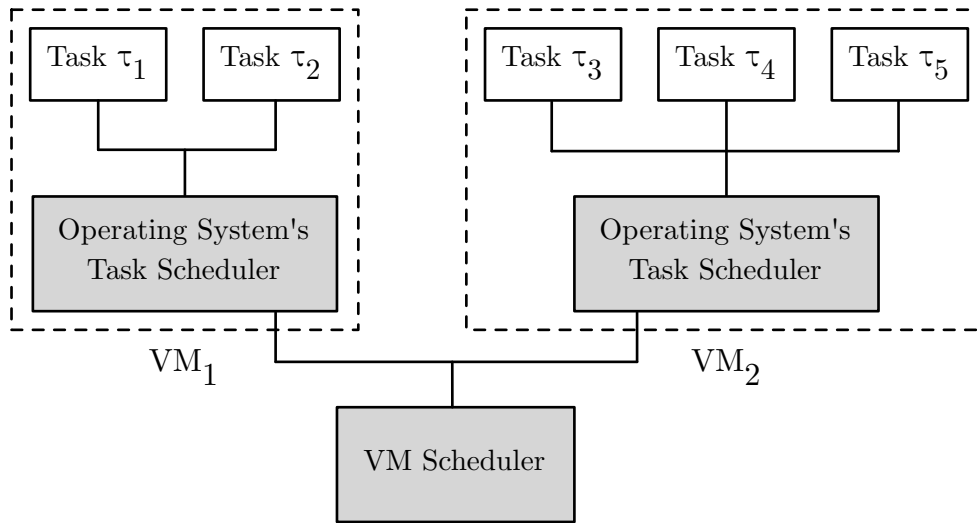 Task τ1
Task τ2
Task τ3
Task τ4
Task τ5
Operating System's
Task Scheduler
Operating System's
Task Scheduler
VM1
VM2
VM Scheduler